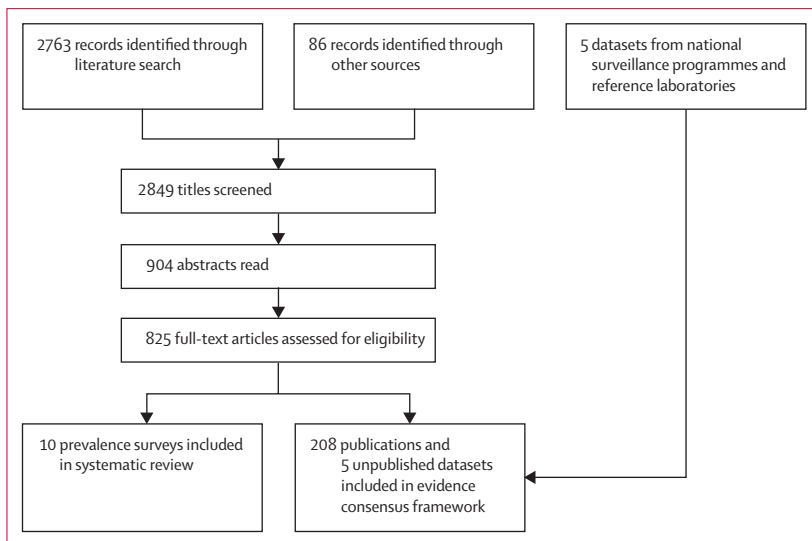 2763 records identified through
literature search
86 records identified through
other sources
5 datasets from national
surveillance programmes and
reference laboratories
2849 titles screened
904 abstracts read
825 full-text articles assessed for eligibility
10 prevalence surveys included
in systematic review
208 publications and
5 unpublished datasets
included in evidence
consensus framework